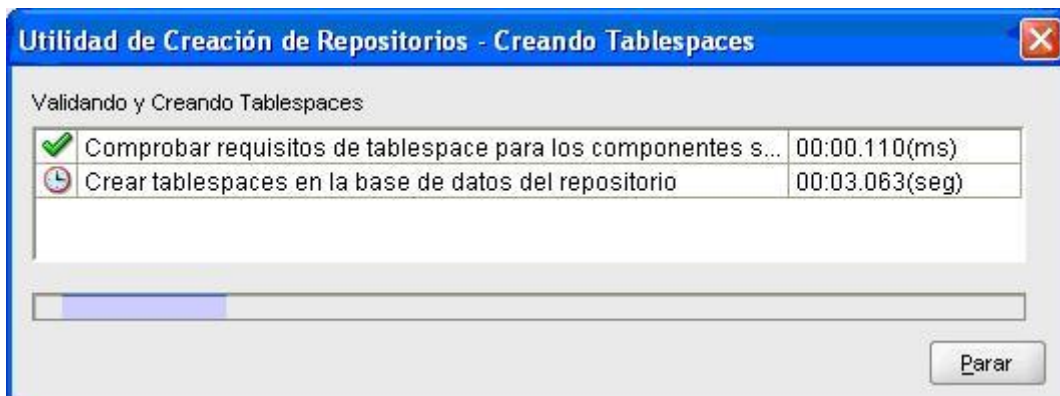 Utilidad de Creación de Repositorios - Creando Tablespaces
Validando y Creando Tablespaces
Comprobar requisitos de tablespace para los componentes s... 00:00.110(ms)
Crear tablespaces en la base de datos del repositorio 00:03.063(seg)
Parar